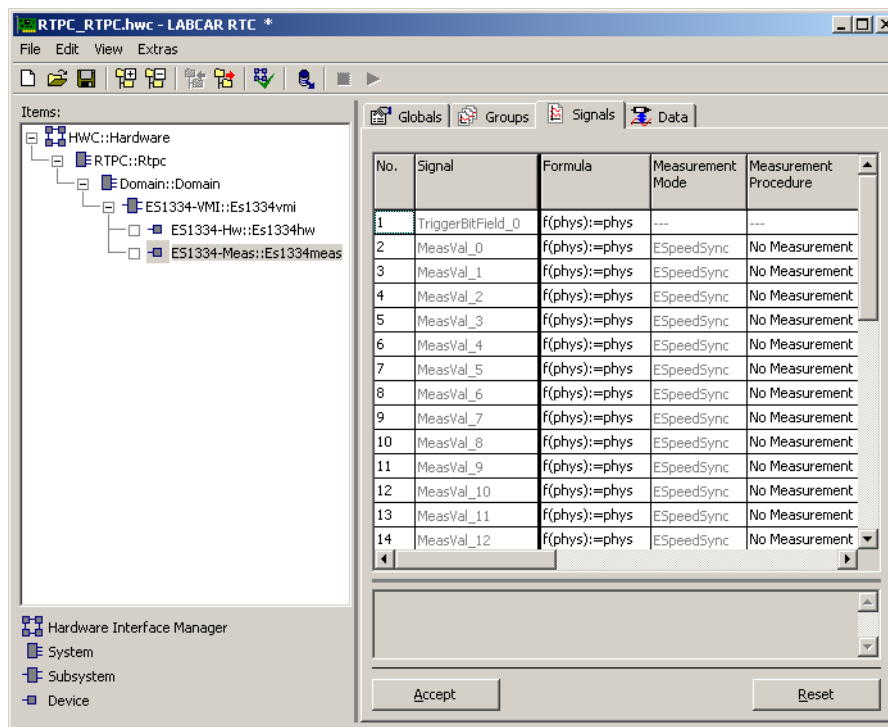 RTPC_RTPC.hwc - LABCAR RTC *
File Edit View Extras
Items:
HWC::Hardware
RTPC::Rtpc
Domain::Domain
ES1334-VMI::Es1334vmi
ES1334-Hw::Es1334hw
ES1334-Meas::Es1334meas
Hardware Interface Manager
System
Subsystem
Device
Globals Groups Signals Data
No. Signal Formula Measurement Mode Measurement Procedure
1 TriggerBitField_0 f(phys):=phys --- ---
2 MeasVal_0 f(phys):=phys ESpeedSync No Measurement
3 MeasVal_1 f(phys):=phys ESpeedSync No Measurement
4 MeasVal_2 f(phys):=phys ESpeedSync No Measurement
5 MeasVal_3 f(phys):=phys ESpeedSync No Measurement
6 MeasVal_4 f(phys):=phys ESpeedSync No Measurement
7 MeasVal_5 f(phys):=phys ESpeedSync No Measurement
8 MeasVal_6 f(phys):=phys ESpeedSync No Measurement
9 MeasVal_7 f(phys):=phys ESpeedSync No Measurement
10 MeasVal_8 f(phys):=phys ESpeedSync No Measurement
11 MeasVal_9 f(phys):=phys ESpeedSync No Measurement
12 MeasVal_10 f(phys):=phys ESpeedSync No Measurement
13 MeasVal_11 f(phys):=phys ESpeedSync No Measurement
14 MeasVal_12 f(phys):=phys ESpeedSync No Measurement
Accept Reset